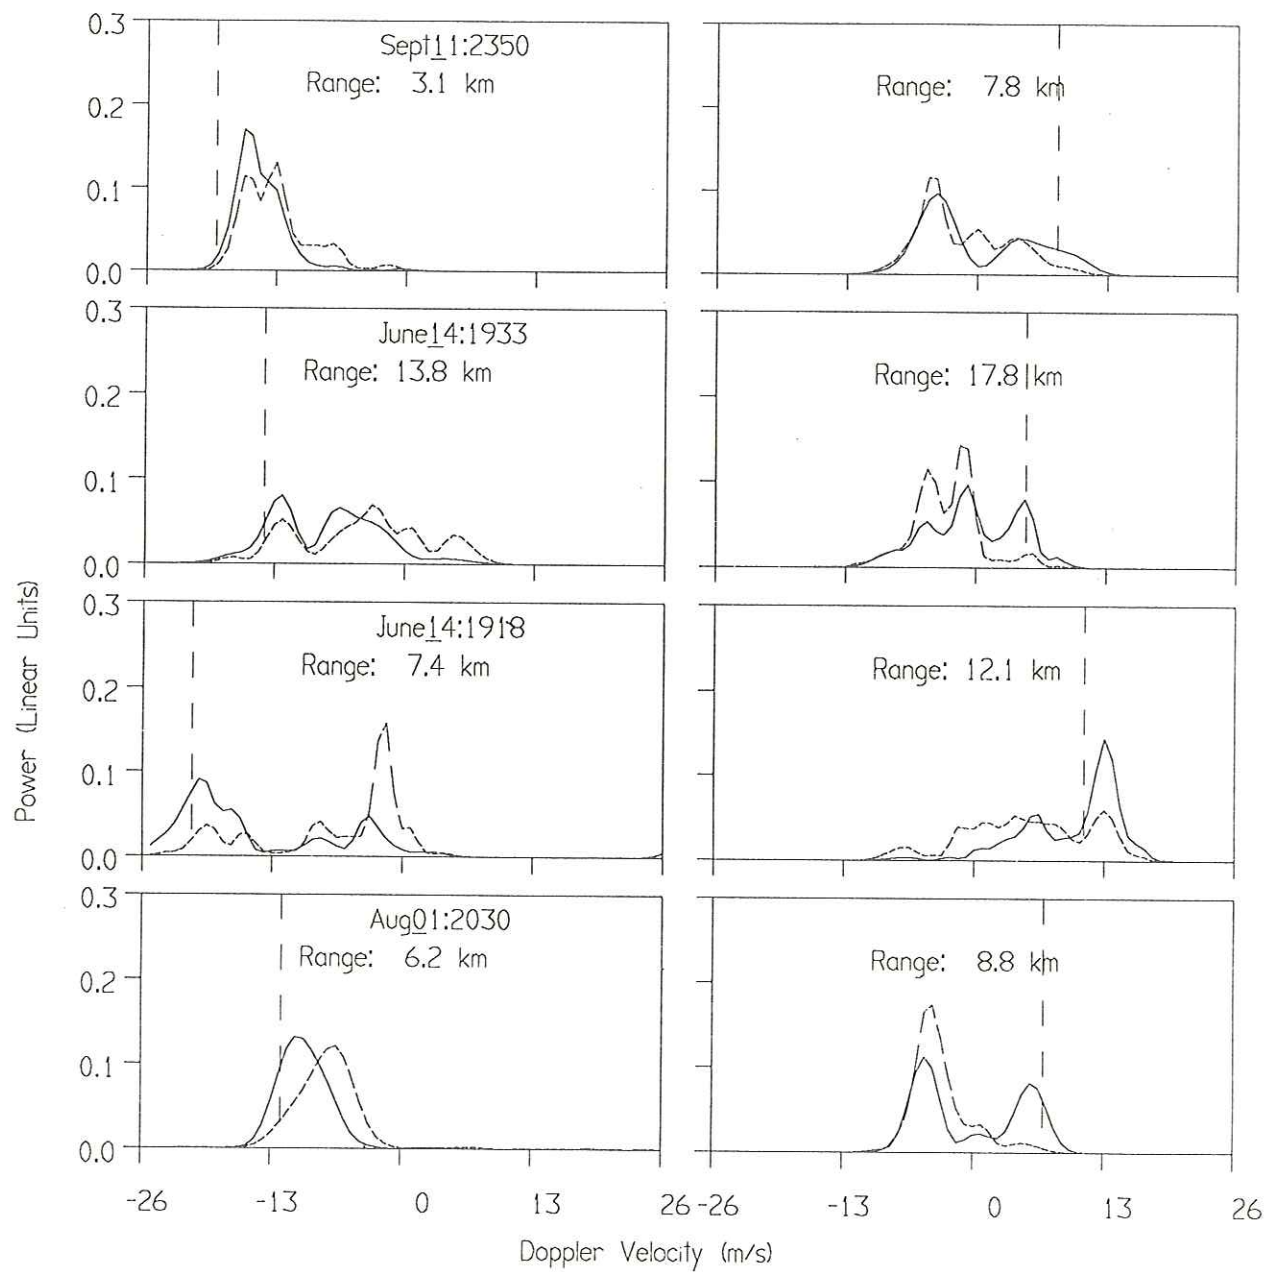 0.3
Sept11:2350
Range: 3.1 km
Range: 7.8 km
0.2
0.1
0.0
0.3
June14:1933
Range: 13.8 km
Range: 17.8 km
0.2
0.1
0.0
0.3
June14:1918
Range: 7.4 km
Range: 12.1 km
0.2
0.1
0.0
0.3
Aug01:2030
Range: 6.2 km
Range: 8.8 km
0.2
0.1
0.0
Power (Linear Units)
-26 -13 0 13 26 -26 -13 0 13 26
Doppler Velocity (m/s)